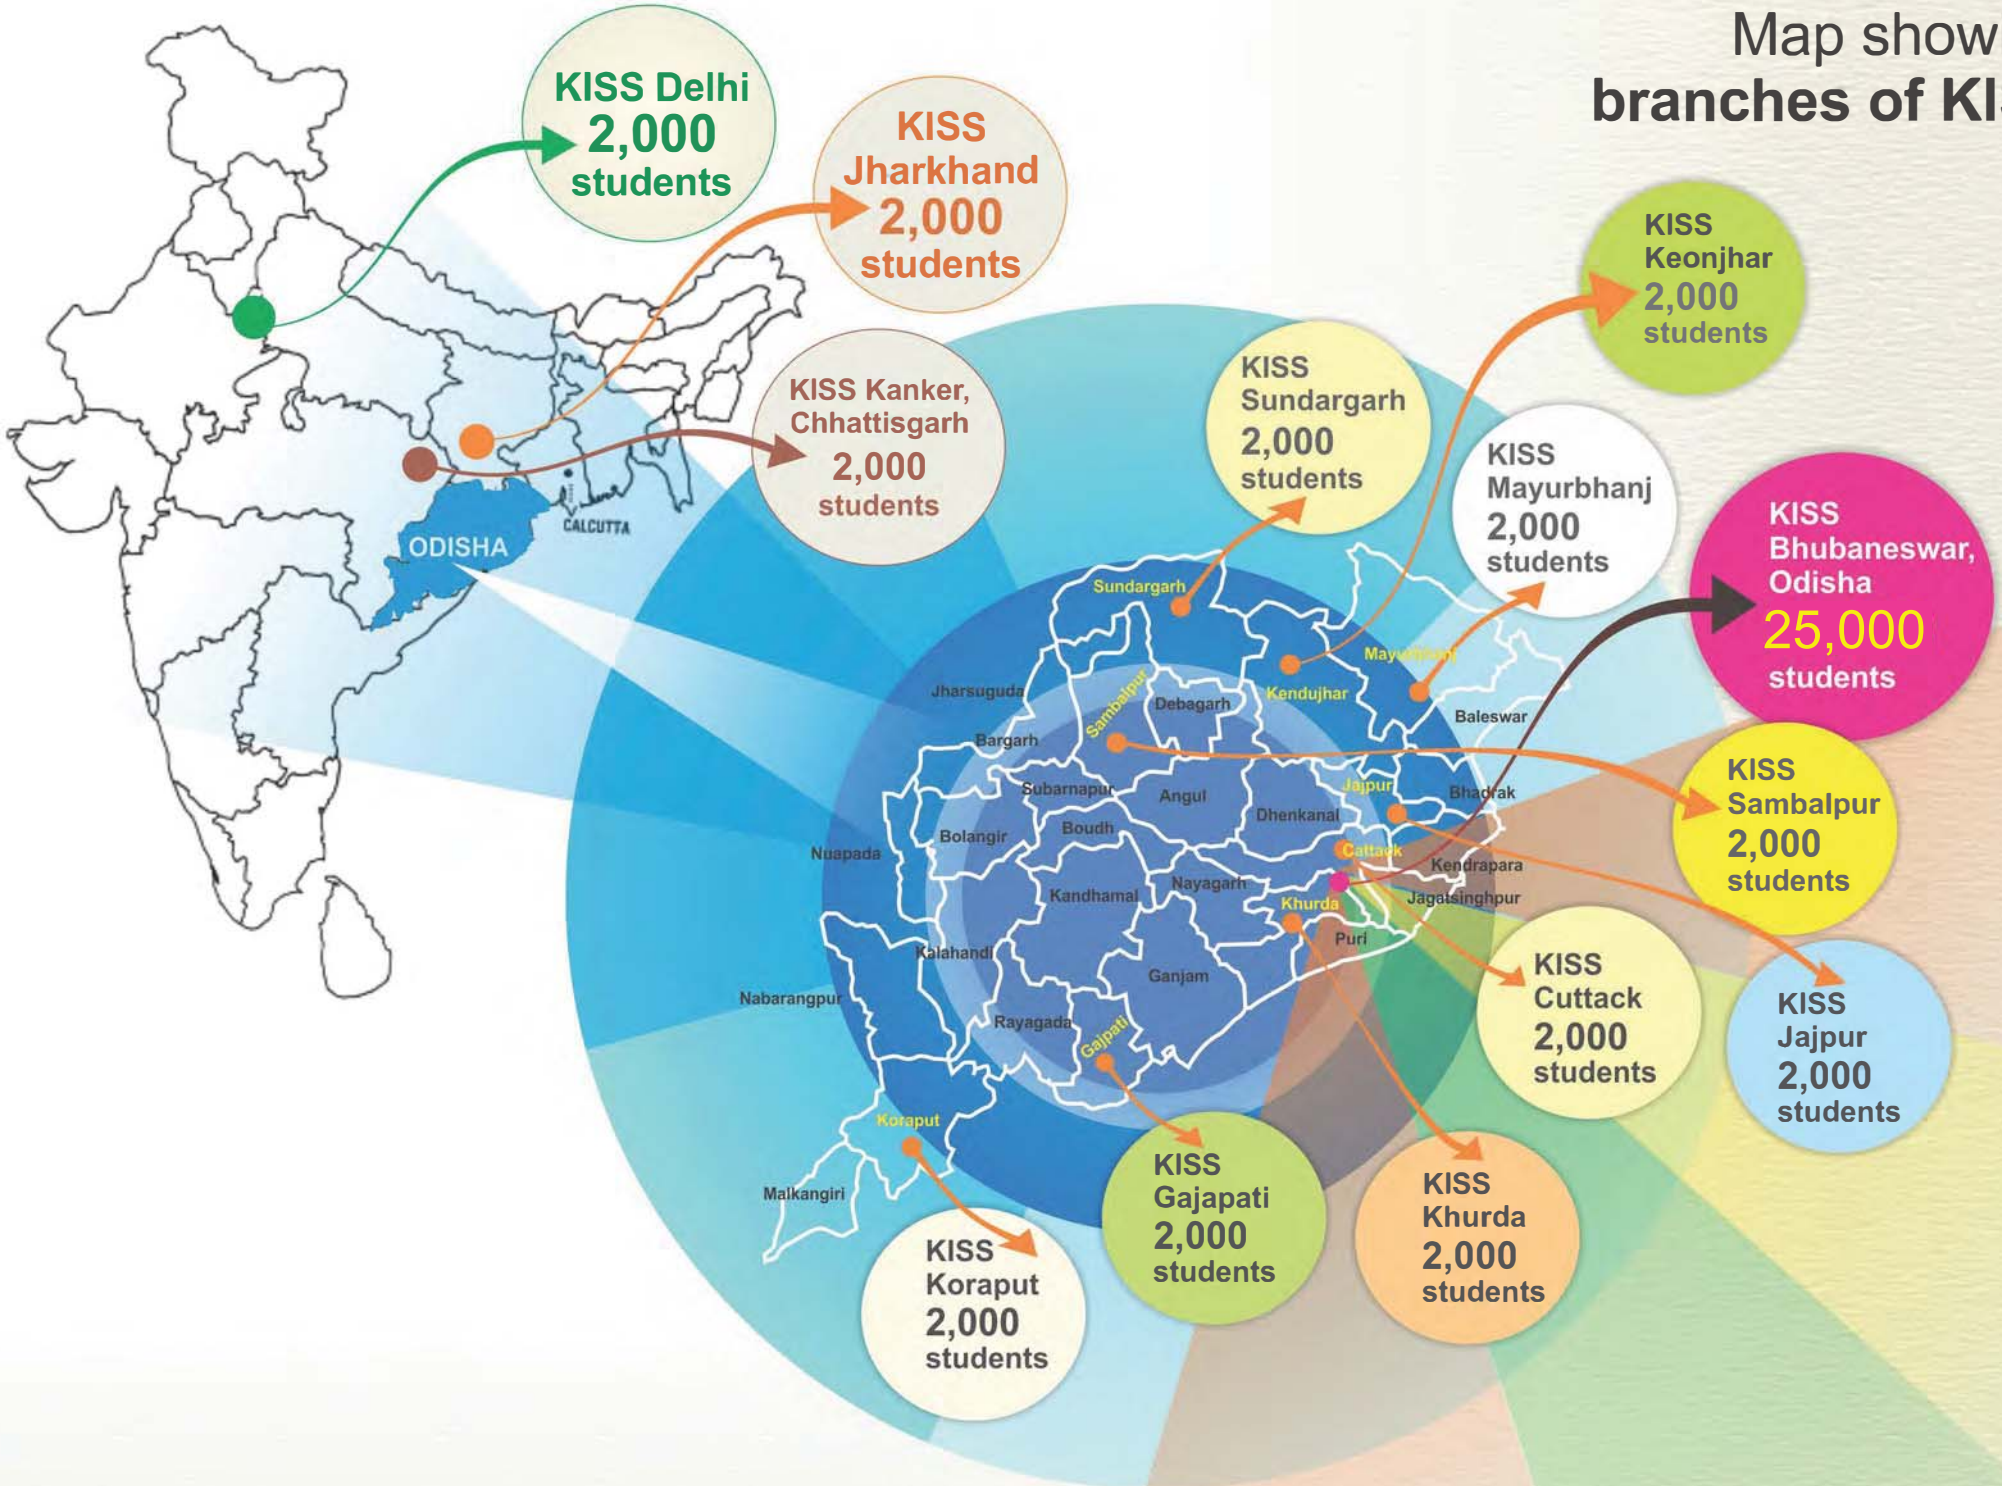 Map show
branches of KIS
KISS Delhi
2,000
students
KISS
Jharkhand
2,000
students
KISS Kanker,
Chhattisgarh
2,000
students
ODISHA
CALCUTTA
KISS
Keonjhar
2,000
students
KISS
Sundargarh
2,000
students
KISS
Mayurbhanj
2,000
students
KISS
Bhubaneswar,
Odisha
25,000
students
KISS
Sambalpur
2,000
students
KISS
Cuttack
2,000
students
KISS
Jajpur
2,000
students
KISS
Khurda
2,000
students
KISS
Gajapati
2,000
students
KISS
Koraput
2,000
students
Sundargarh
Mayurbhanj
Jharsuguda
Sambalpur
Debagarh
Kendujhar
Baleswar
Bargarh
Subarnapur
Angul
Jajpur
Bhadrak
Dhenkanal
Bolangir
Boudh
Nuapada
Cattack
Kendrapara
Kandhamal
Nayagarh
Khurda
Jagatsinghpur
Puri
Kalahandi
Ganjam
Nabarangpur
Rayagada
Gajpati
Koraput
Malkangiri